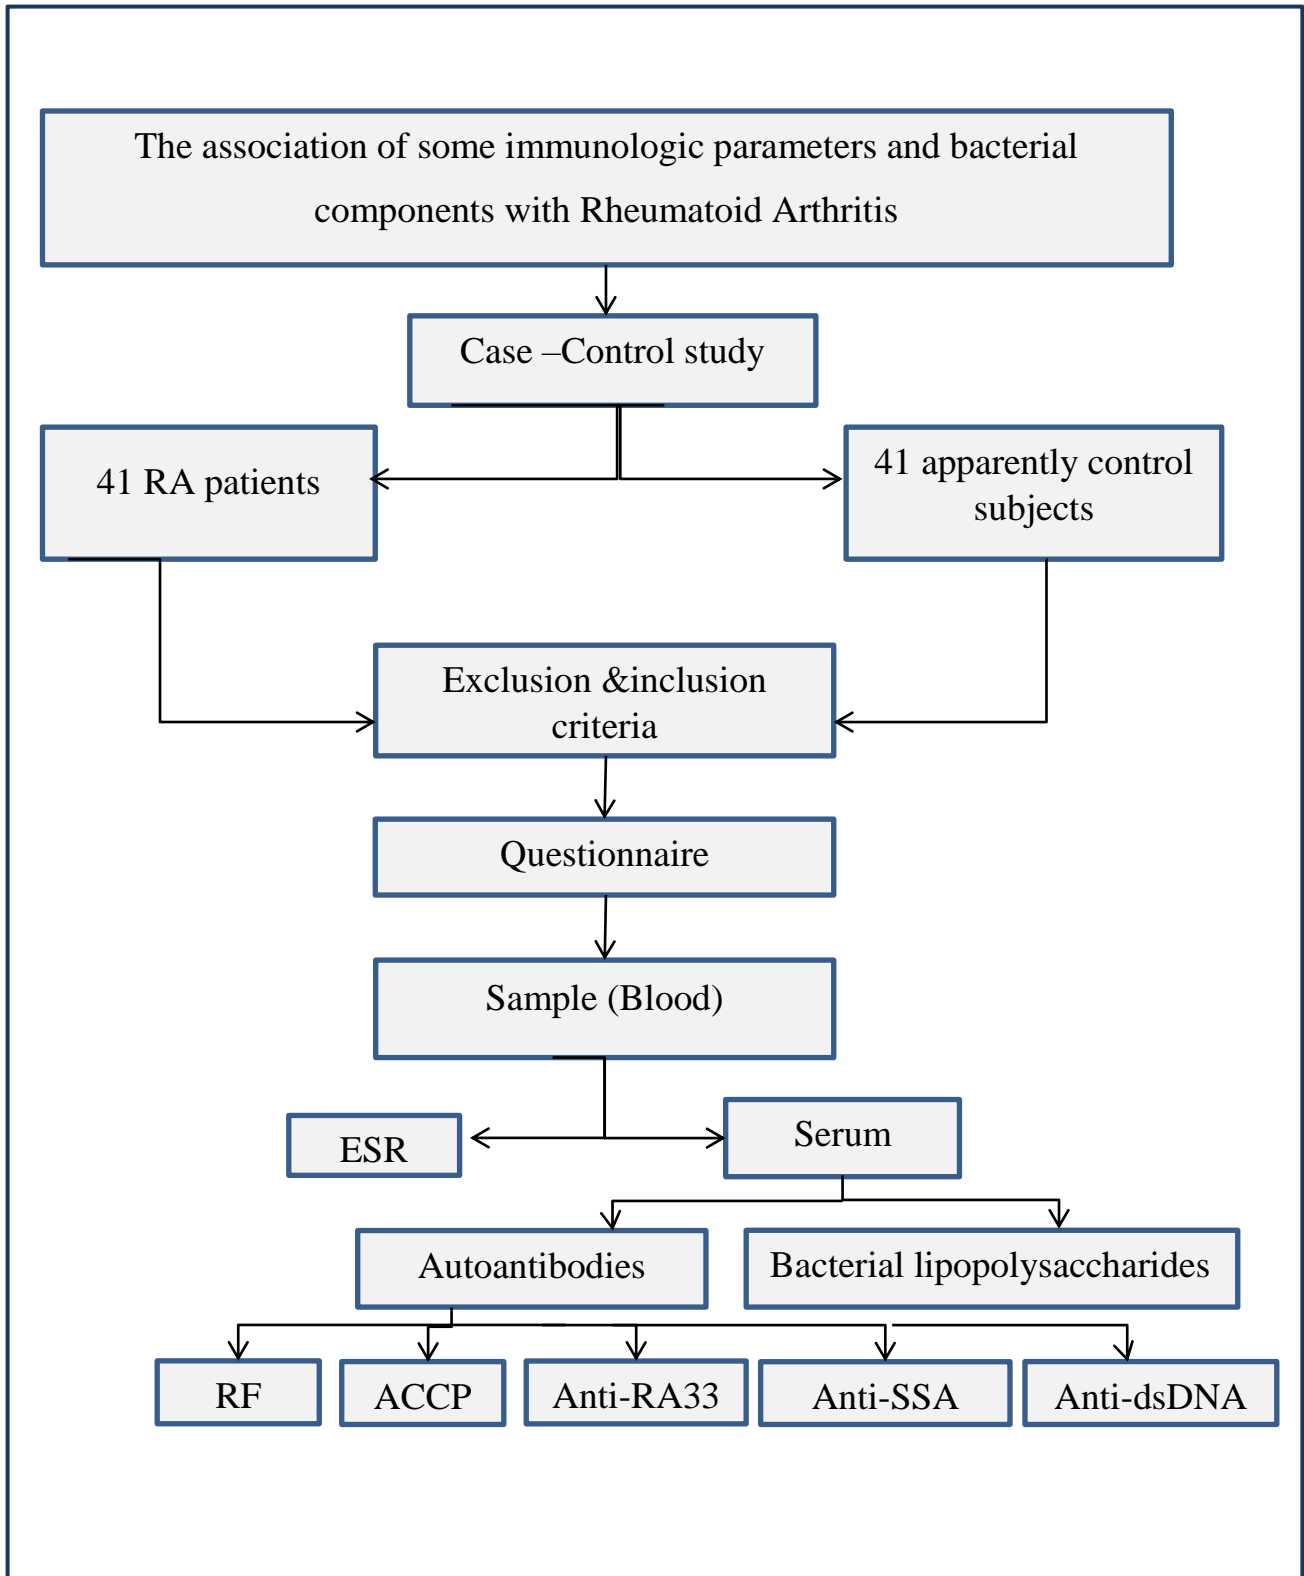 The association of some immunologic parameters and bacterial
components with Rheumatoid Arthritis
Case –Control study
41 RA patients
41 apparently control
subjects
Exclusion &inclusion
criteria
Questionnaire
Sample (Blood)
ESR
Serum
Autoantibodies
Bacterial lipopolysaccharides
RF
ACCP
Anti-RA33
Anti-SSA
Anti-dsDNA